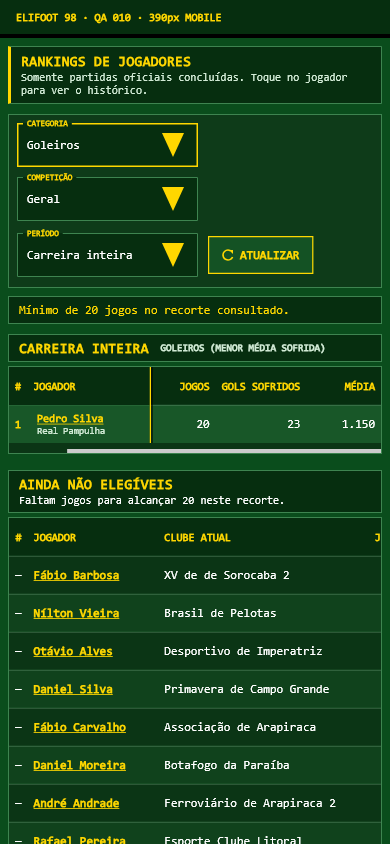 ELIFOOT 98 · QA 010 · 390px MOBILE
RANKINGS DE JOGADORES
Somente partidas oficiais concluídas. Toque no jogador
para ver o histórico.
CATEGORIA
Goleiros
COMPETIÇÃO
Geral
PERÍODO
Carreira inteira
ATUALIZAR
Mínimo de 20 jogos no recorte consultado.
CARREIRA INTEIRA GOLEIROS (MENOR MÉDIA SOFRIDA)
# JOGADOR JOGOS GOLS SOFRIDOS MÉDIA
1 Pedro Silva 20 23 1.150
Real Pampulha
AINDA NÃO ELEGÍVEIS
Faltam jogos para alcançar 20 neste recorte.
# JOGADOR CLUBE ATUAL J
— Fábio Barbosa XV de de Sorocaba 2
— Nílton Vieira Brasil de Pelotas
— Otávio Alves Desportivo de Imperatriz
— Daniel Silva Primavera de Campo Grande
— Fábio Carvalho Associação de Arapiraca
— Daniel Moreira Botafogo da Paraíba
— André Andrade Ferroviário de Arapiraca 2
— Rafael Pereira Esporte Clube Litoral